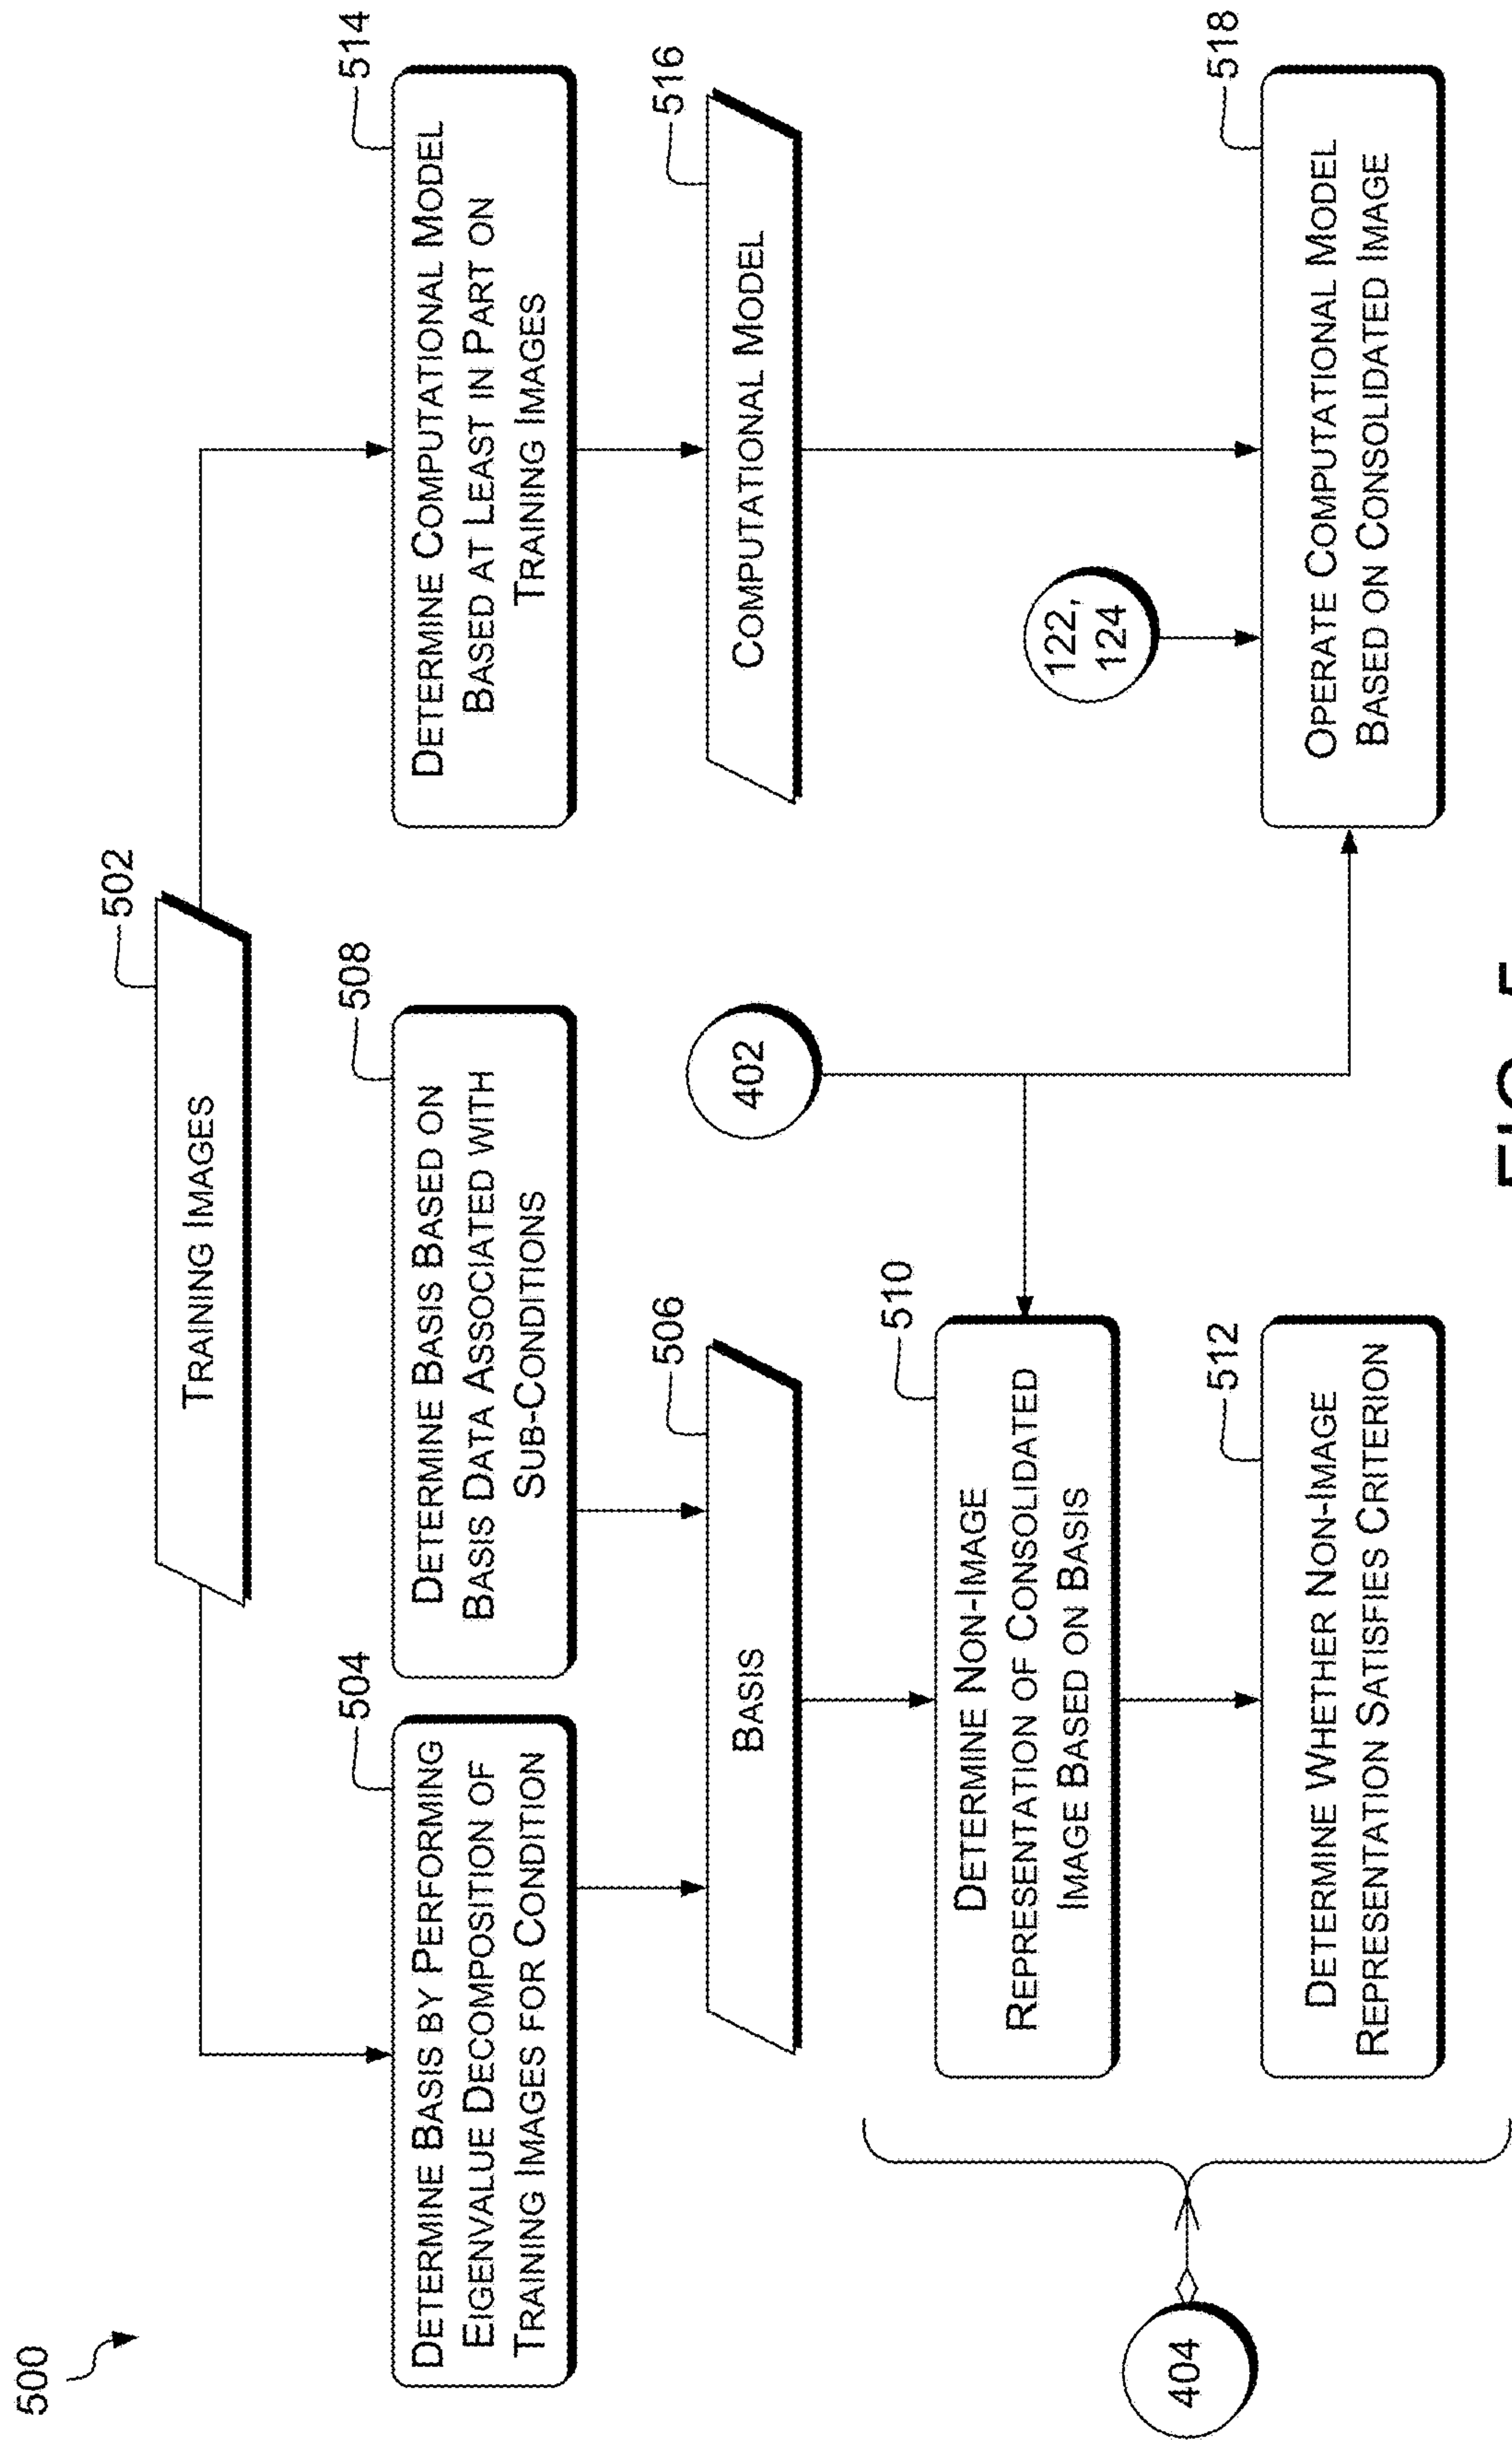 500
502
TRAINING IMAGES
504
DETERMINE BASIS BY PERFORMING
EIGENVALUE DECOMPOSITION OF
TRAINING IMAGES FOR CONDITION
508
DETERMINE BASIS BASED ON
BASIS DATA ASSOCIATED WITH
SUB-CONDITIONS
514
DETERMINE COMPUTATIONAL MODEL
BASED AT LEAST IN PART ON
TRAINING IMAGES
506
BASIS
402
516
COMPUTATIONAL MODEL
510
DETERMINE NON-IMAGE
REPRESENTATION OF CONSOLIDATED
IMAGE BASED ON BASIS
122,
124
404
512
DETERMINE WHETHER NON-IMAGE
REPRESENTATION SATISFIES CRITERION
518
OPERATE COMPUTATIONAL MODEL
BASED ON CONSOLIDATED IMAGE